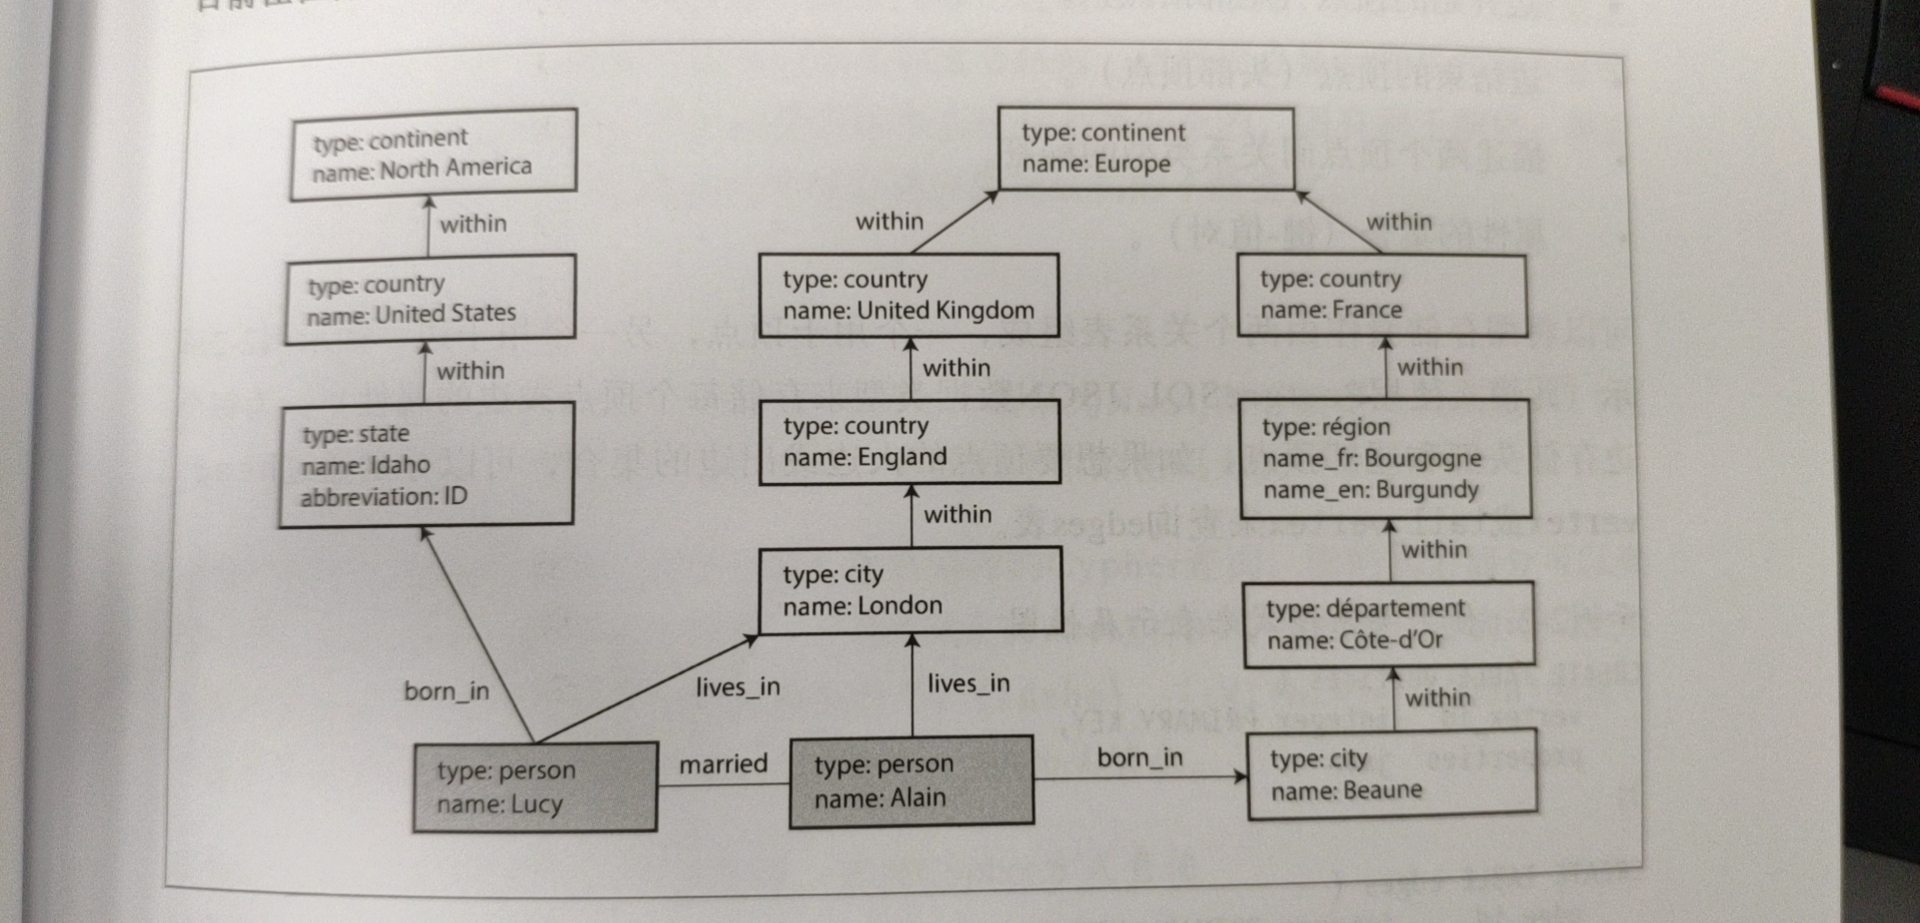 type: continent
name: North America
type: continent
name: Europe
within
within
within
type: country
name: United States
type: country
name: United Kingdom
type: country
name: France
within
within
within
type: state
name: Idaho
abbreviation: ID
type: country
name: England
type: région
name_fr: Bourgogne
name_en: Burgundy
within
within
type: city
name: London
type: département
name: Côte-d’Or
born_in
lives_in
lives_in
within
type: person
name: Lucy
married
type: person
name: Alain
born_in
type: city
name: Beaune